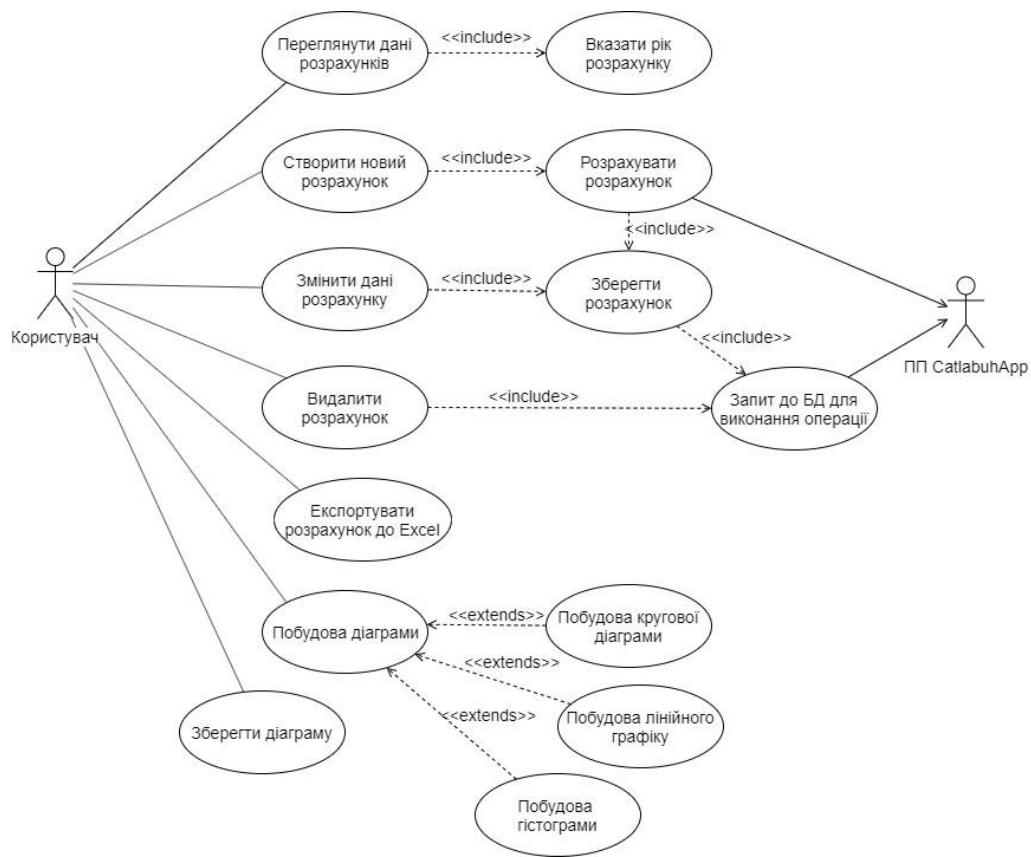 Переглянути дані
розрахунків
<<include>>
Вказати рік
розрахунку
Створити новий
розрахунок
<<include>>
Розрахувати
розрахунок
<<include>>
Змінити дані
розрахунку
<<include>>
Зберегти
розрахунок
Користувач
<<include>>
ПП CatlabuhApp
Видалити
розрахунок
<<include>>
Запит до БД для
виконання операції
Експортувати
розрахунок до Excel
Побудова діаграми
<<extends>>
Побудова кругової
діаграми
<<extends>>
Зберегти діаграму
<<extends>>
Побудова лінійного
графіку
Побудова
гістограми